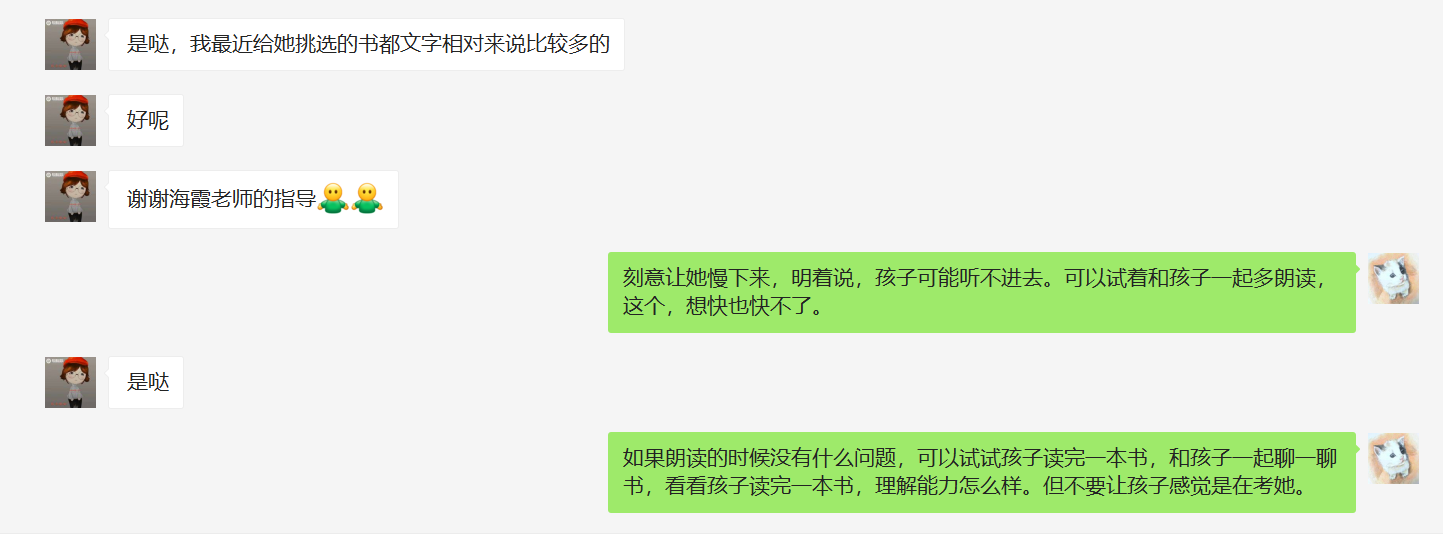 是哒，我最近给她挑选的书都文字相对来说比较多的
好呢
谢谢海霞老师的指导
刻意让她慢下来，明着说，孩子可能听不进去。可以试着和孩子一起多朗读，
这个，想快也快不了。
是哒
如果朗读的时候没有什么问题，可以试试孩子读完一本书，和孩子一起聊一聊
书，看看孩子读完一本书，理解能力怎么样。但不要让孩子感觉是在考她。